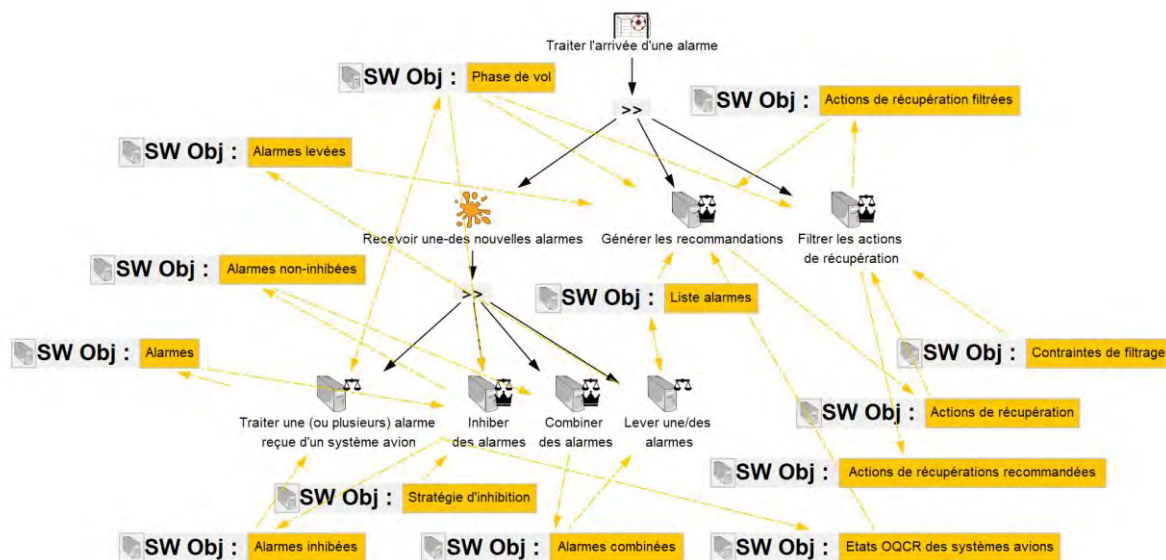 Traiter l'arrivée d'une alarme
SW Obj : Phase de vol
>>
SW Obj : Actions de récupération filtrées
SW Obj : Alarmes levées
Recevoir une-des nouvelles alarmes
Générer les recommandations
Filtrer les actions
de récupération
SW Obj : Alarmes non-inhibées
>>
SW Obj : Liste alarmes
SW Obj : Alarmes
SW Obj : Contraintes de filtrage
Traiter une (ou plusieurs) alarme
reçue d'un système avion
Inhiber
des alarmes
Combiner
des alarmes
Lever une/des
alarmes
SW Obj : Actions de récupération
SW Obj : Actions de récupérations recommandées
SW Obj : Stratégie d'inhibition
SW Obj : Alarmes inhibées
SW Obj : Alarmes combinées
SW Obj : Etats OQCR des systèmes avions